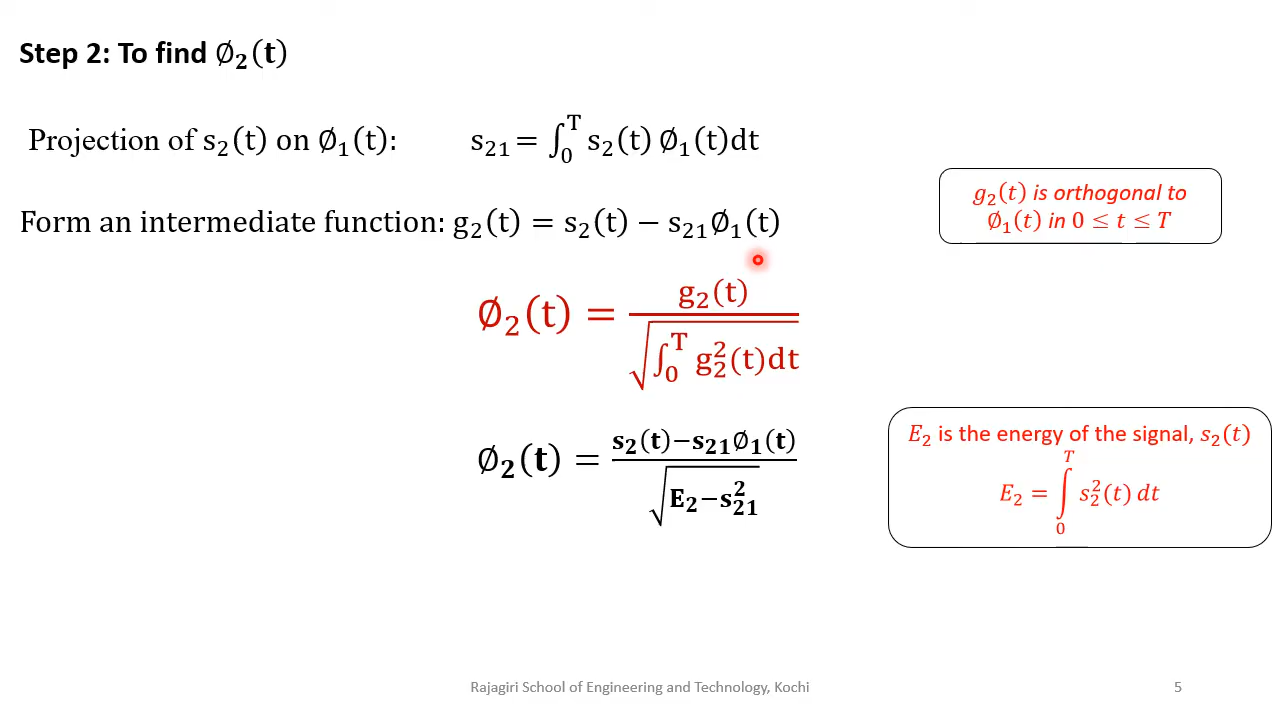 Step 2: To find ∅₂(t)
Projection of s₂(t) on ∅₁(t): s₂₁ = ∫₀ᵀ s₂(t) ∅₁(t)dt
g₂(t) is orthogonal to
∅₁(t) in 0 ≤ t ≤ T
Form an intermediate function: g₂(t) = s₂(t) − s₂₁∅₁(t)
∅₂(t) = g₂(t) / √(∫₀ᵀ g₂²(t)dt)
E₂ is the energy of the signal, s₂(t)
E₂ = ∫₀ᵀ s₂²(t) dt
∅₂(t) = s₂(t)−s₂₁∅₁(t) / √(E₂−s₂₁²)
Rajagiri School of Engineering and Technology, Kochi
5